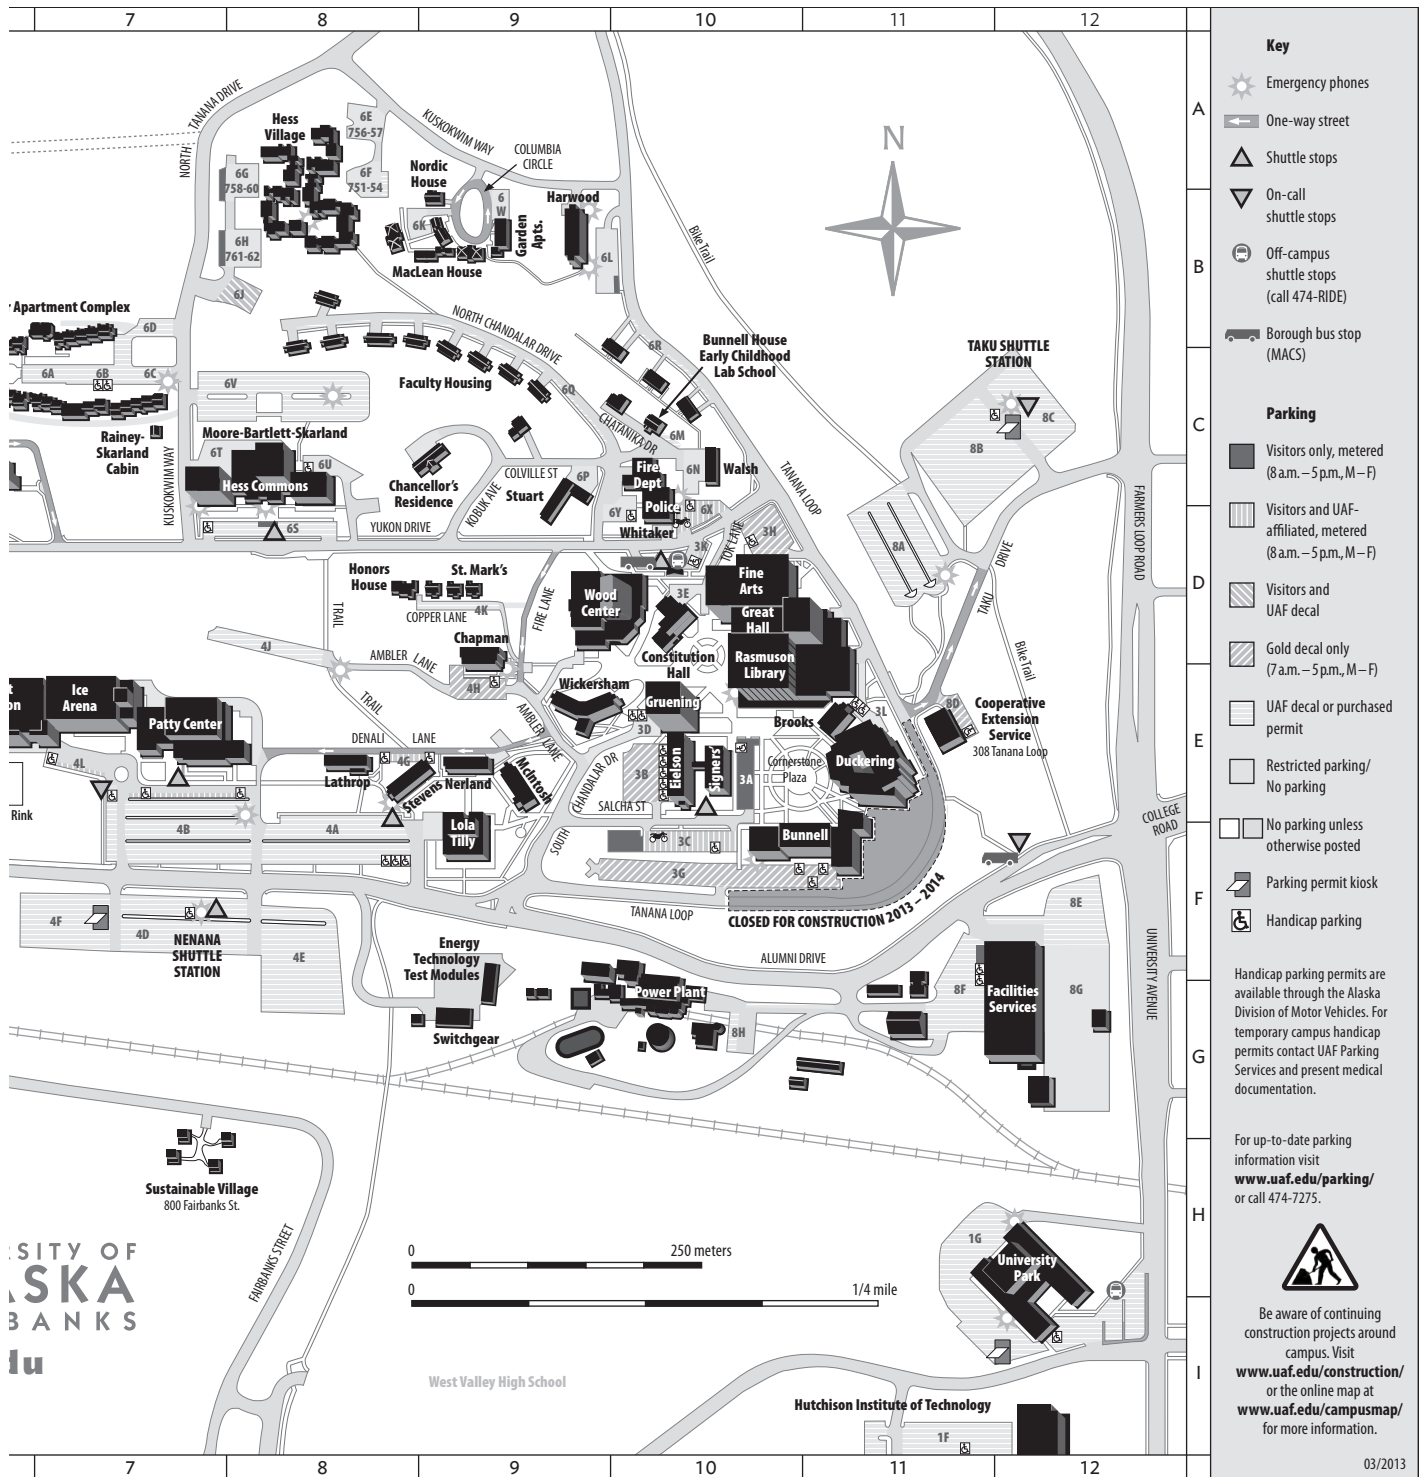 7 8 9 10 11 12
A
B
C
D
E
F
G
H
I
NORTH
TANANA DRIVE
Hess
Village
6E
756-57
6F
751-54
6G
758-60
6H
761-62
6J
KUSKOKWIM WAY
COLUMBIA
CIRCLE
Nordic
House
6K
6
W
Garden
Apts.
MacLean House
Harwood
6L
Bike Trail
N
Apartment Complex
6D
6A
6B
6C
6V
NORTH CHANDALAR DRIVE
Faculty Housing
6Q
6R
Bunnell House
Early Childhood
Lab School
CHATANIKA DR
6M
TAKU SHUTTLE
STATION
8C
8B
Rainey-
Skarland
Cabin
KUSKOKWIM WAY
Moore-Bartlett-Skarland
6T
6U
Hess Commons
6S
Chancellor's
Residence
COLVILLE ST
KOBUK AVE
Stuart
6P
YUKON DRIVE
Fire
Dept
6N
Walsh
Police
6Y
6X
Whitaker
TANANA LOOP
3K
TOK LANE
3H
8A
TAKU
DRIVE
FARMERS LOOP ROAD
Bike Trail
Honors
House
St. Mark's
4K
COPPER LANE
FIRE LANE
Wood
Center
3E
Fine
Arts
Great
Hall
Constitution
Hall
Rasmuson
Library
TRAIL
4J
AMBLER LANE
Chapman
4H
Wickersham
Gruening
AMBLER LANE
TRAIL
Ice
Arena
Patty Center
DENALI LANE
4L
4G
Lathrop
Stevens
Nerland
McIntosh
SOUTH
CHANDALAR DR
3D
3B
Eielson
Signers'
3A
Brooks
3L
Cornerstone
Plaza
Duckering
8D
Cooperative
Extension
Service
308 Tanana Loop
SALCHA ST
Rink
4B
4A
Lola
Tilly
3C
Bunnell
3G
COLLEGE
ROAD
4F
4D
NENANA
SHUTTLE
STATION
4E
TANANA LOOP
CLOSED FOR CONSTRUCTION 2013 – 2014
ALUMNI DRIVE
8E
UNIVERSITY AVENUE
Energy
Technology
Test Modules
Switchgear
Power Plant
8H
8F
Facilities
Services
8G
Sustainable Village
800 Fairbanks St.
FAIRBANKS STREET
SITY OF
SKA
BANKS
du
0 250 meters
0 1/4 mile
1G
University
Park
West Valley High School
Hutchison Institute of Technology
1F
7 8 9 10 11 12
Key
Emergency phones
One-way street
Shuttle stops
On-call
shuttle stops
Off-campus
shuttle stops
(call 474-RIDE)
Borough bus stop
(MACS)
Parking
Visitors only, metered
(8 a.m. – 5 p.m., M – F)
Visitors and UAF-
affiliated, metered
(8 a.m. – 5 p.m., M – F)
Visitors and
UAF decal
Gold decal only
(7 a.m. – 5 p.m., M – F)
UAF decal or purchased
permit
Restricted parking/
No parking
No parking unless
otherwise posted
Parking permit kiosk
Handicap parking
Handicap parking permits are
available through the Alaska
Division of Motor Vehicles. For
temporary campus handicap
permits contact UAF Parking
Services and present medical
documentation.
For up-to-date parking
information visit
www.uaf.edu/parking/
or call 474-7275.
Be aware of continuing
construction projects around
campus. Visit
www.uaf.edu/construction/
or the online map at
www.uaf.edu/campusmap/
for more information.
03/2013